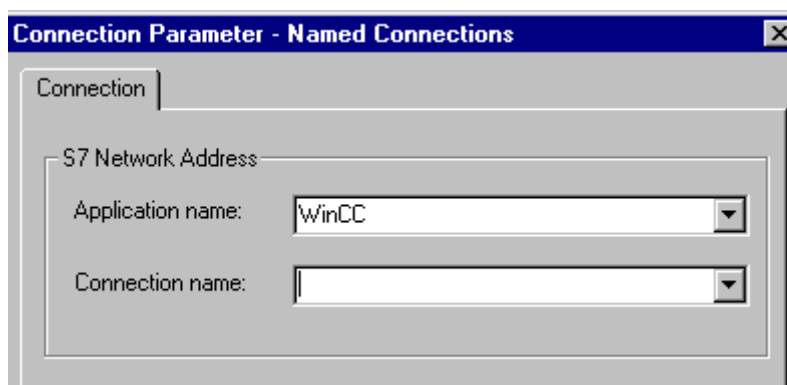 Connection Parameter - Named Connections
Connection
S7 Network Address
Application name: WinCC
Connection name: